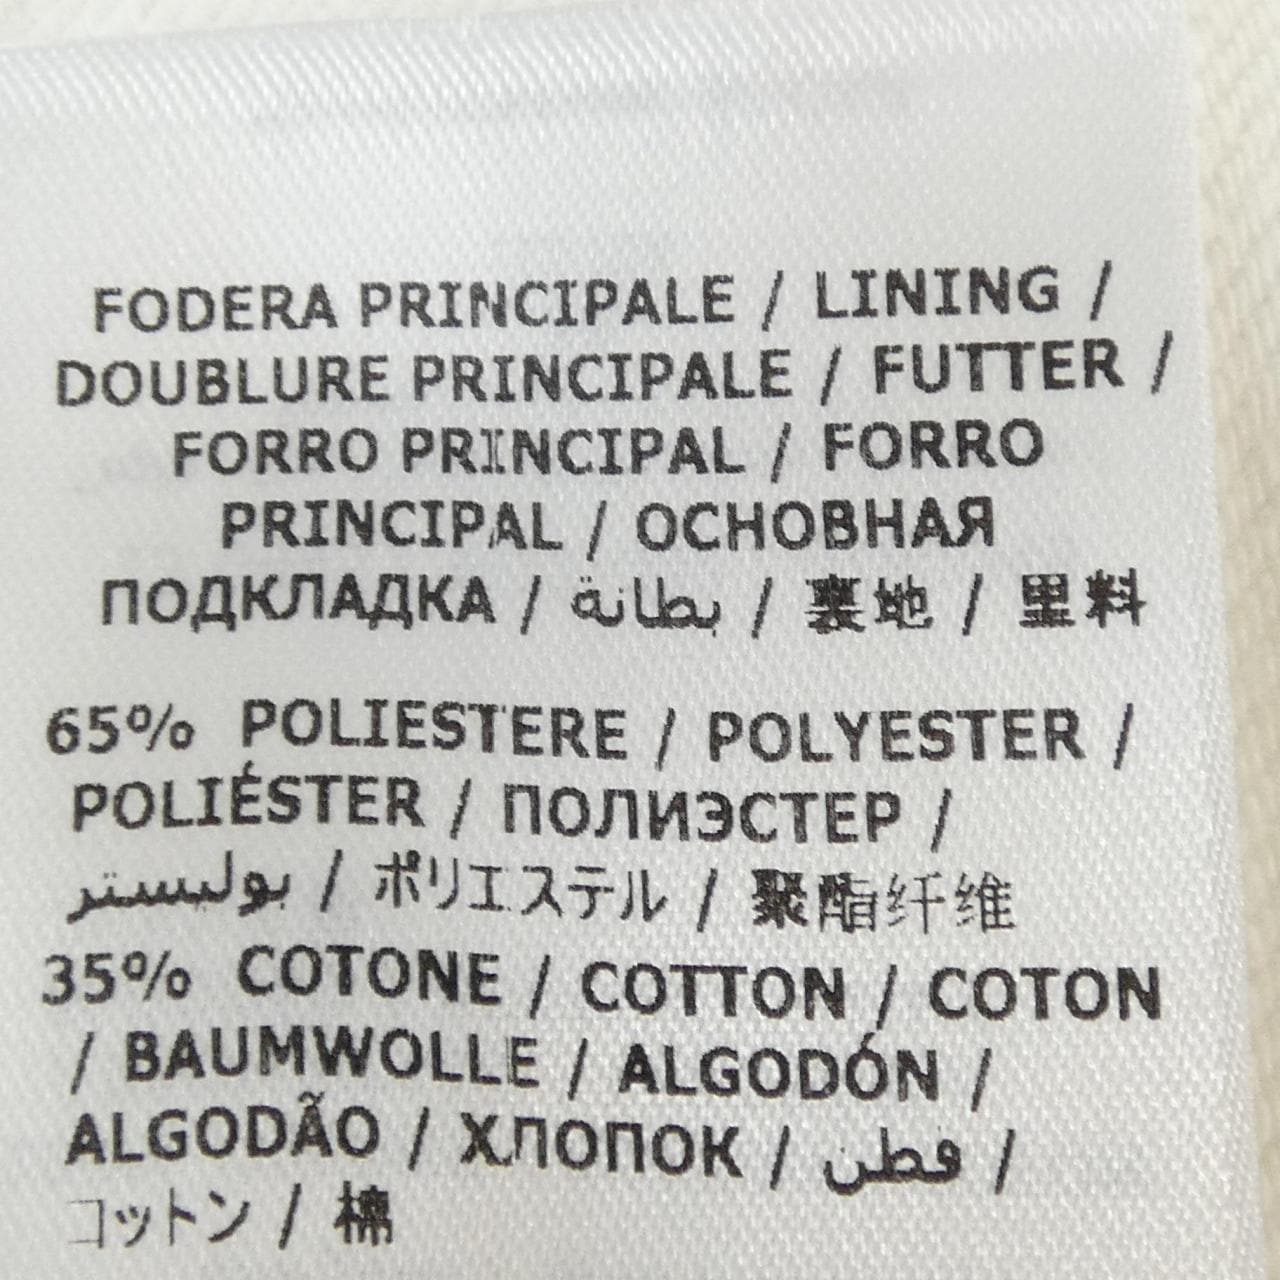 FODERA PRINCIPALE / LINING /
DOUBLURE PRINCIPALE / FUTTER /
FORRO PRINCIPAL / FORRO
PRINCIPAL / ОСНОВНАЯ
ПОДКЛАДКА / بطانة / 裏地 / 里料
65% POLIESTERE / POLYESTER /
POLIÉSTER / ПОЛИЭСТЕР /
بوليستر / ポリエステル / 聚酯纤维
35% COTONE / COTTON / COTON
/ BAUMWOLLE / ALGODÓN /
ALGODÃO / ХЛОПОК / قطن /
コットン / 棉